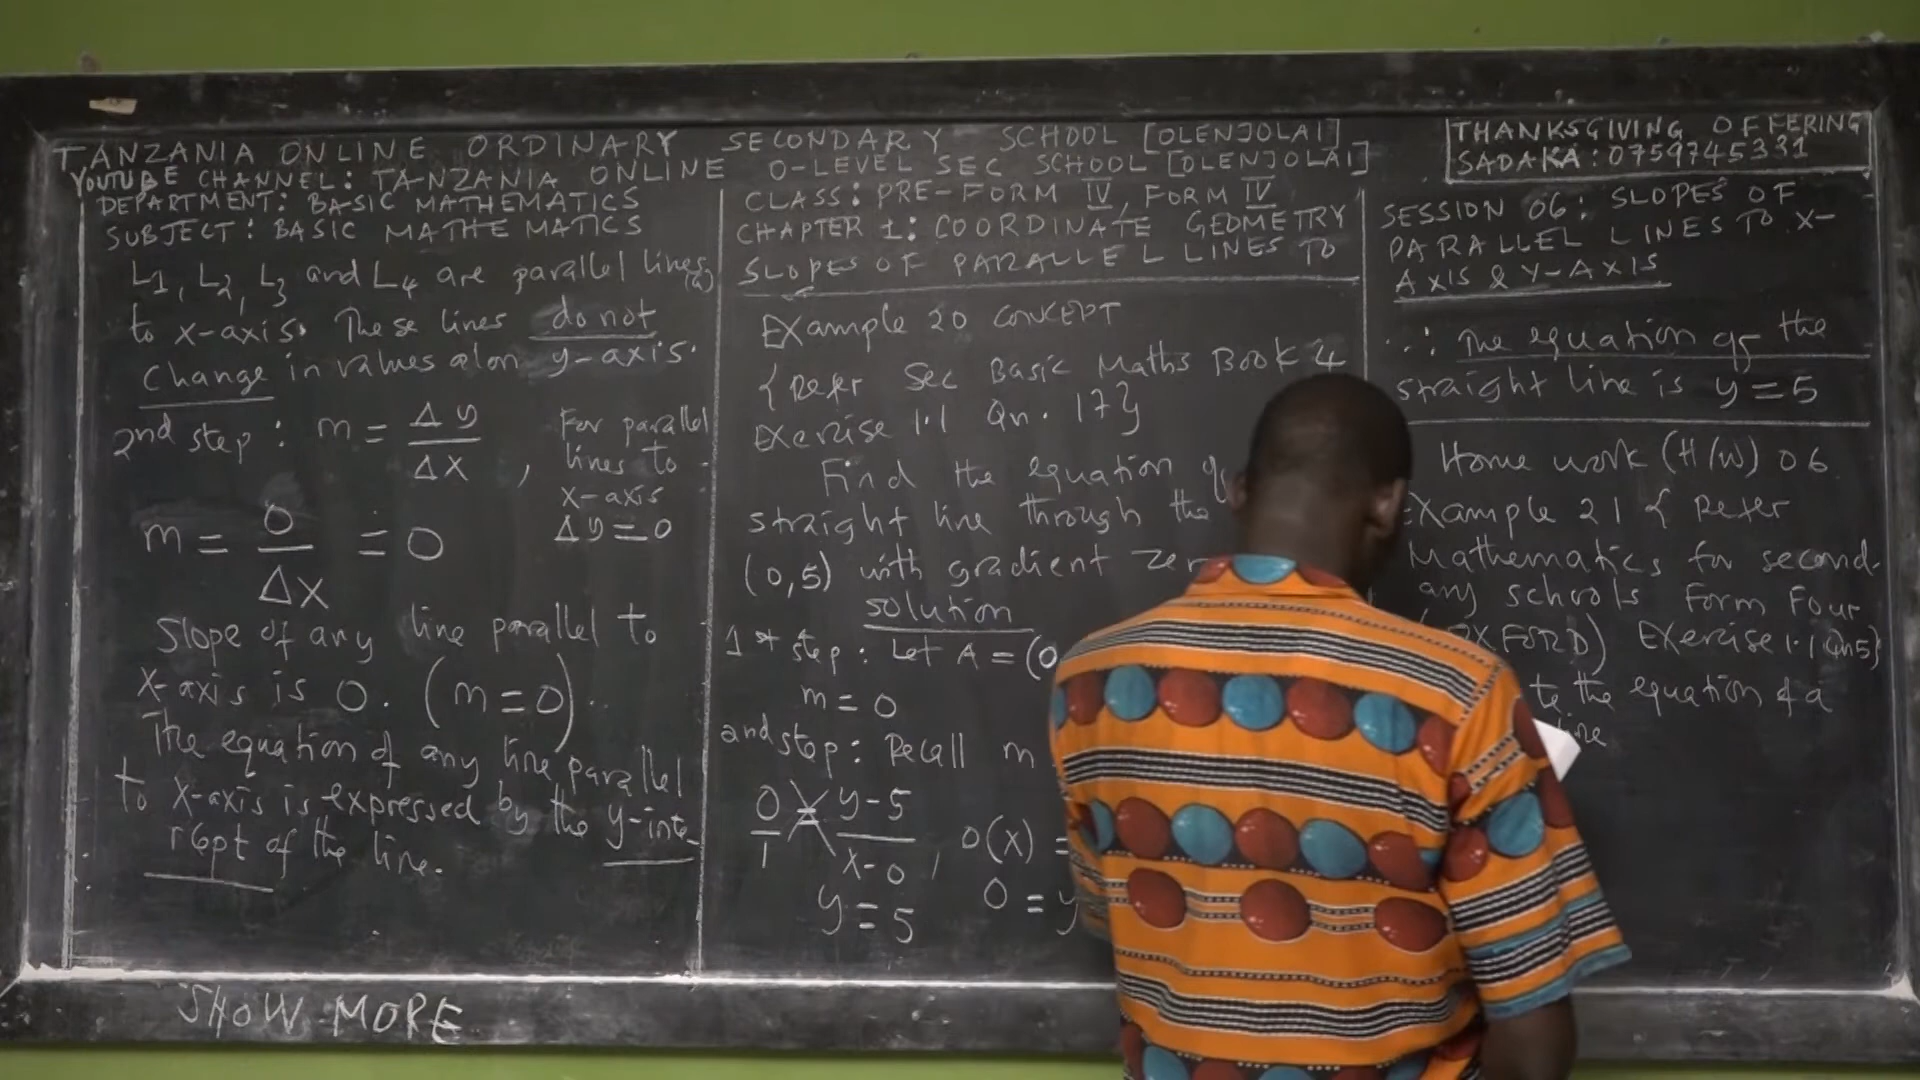 TANZANIA ONLINE ORDINARY SECONDARY SCHOOL [OLENJOLAI]
YOUTUBE CHANNEL: TANZANIA ONLINE O-LEVEL SEC SCHOOL [OLENJOLAI]
THANKSGIVING OFFERING
SADAKA: 0759745331
DEPARTMENT: BASIC MATHEMATICS
SUBJECT: BASIC MATHEMATICS
L1, L2, L3 and L4 are parallel lines
to x-axis. These lines do not
Change in values alon y-axis.
2nd step: m = Δy/Δx ,
For parallel
lines to
x-axis
Δy=0
m = 0/Δx = 0
Slope of any line parallel to
X-axis is 0. (m=0)..
The equation of any line parallel
to X-axis is expressed by the y-inte-
rcept of the line.
CLASS: PRE-FORM IV, FORM IV
CHAPTER 1: COORDINATE GEOMETRY
SLOPES OF PARALLEL LINES TO
Example 20 CONCEPT
{Refer Sec Basic Maths Book 4
Exercise 1.1 Qn. 17}
Find the equation
straight line through the
(0,5) with gradient
solution
1st step: Let A = (0
m = 0
2nd step: Recall m
0/1 = y-5/x-0 , 0(x) =
y = 5 0 = y
SESSION 06: SLOPES OF
PARALLEL LINES TO X-
AXIS & Y-AXIS
∴ The equation of the
straight line is y = 5
Home work (H/W) 06
Example 21 { Refer
Mathematics for second-
ary schools Form Four
Exercise 1.1 Qn5}
the equation of a
SHOW MORE